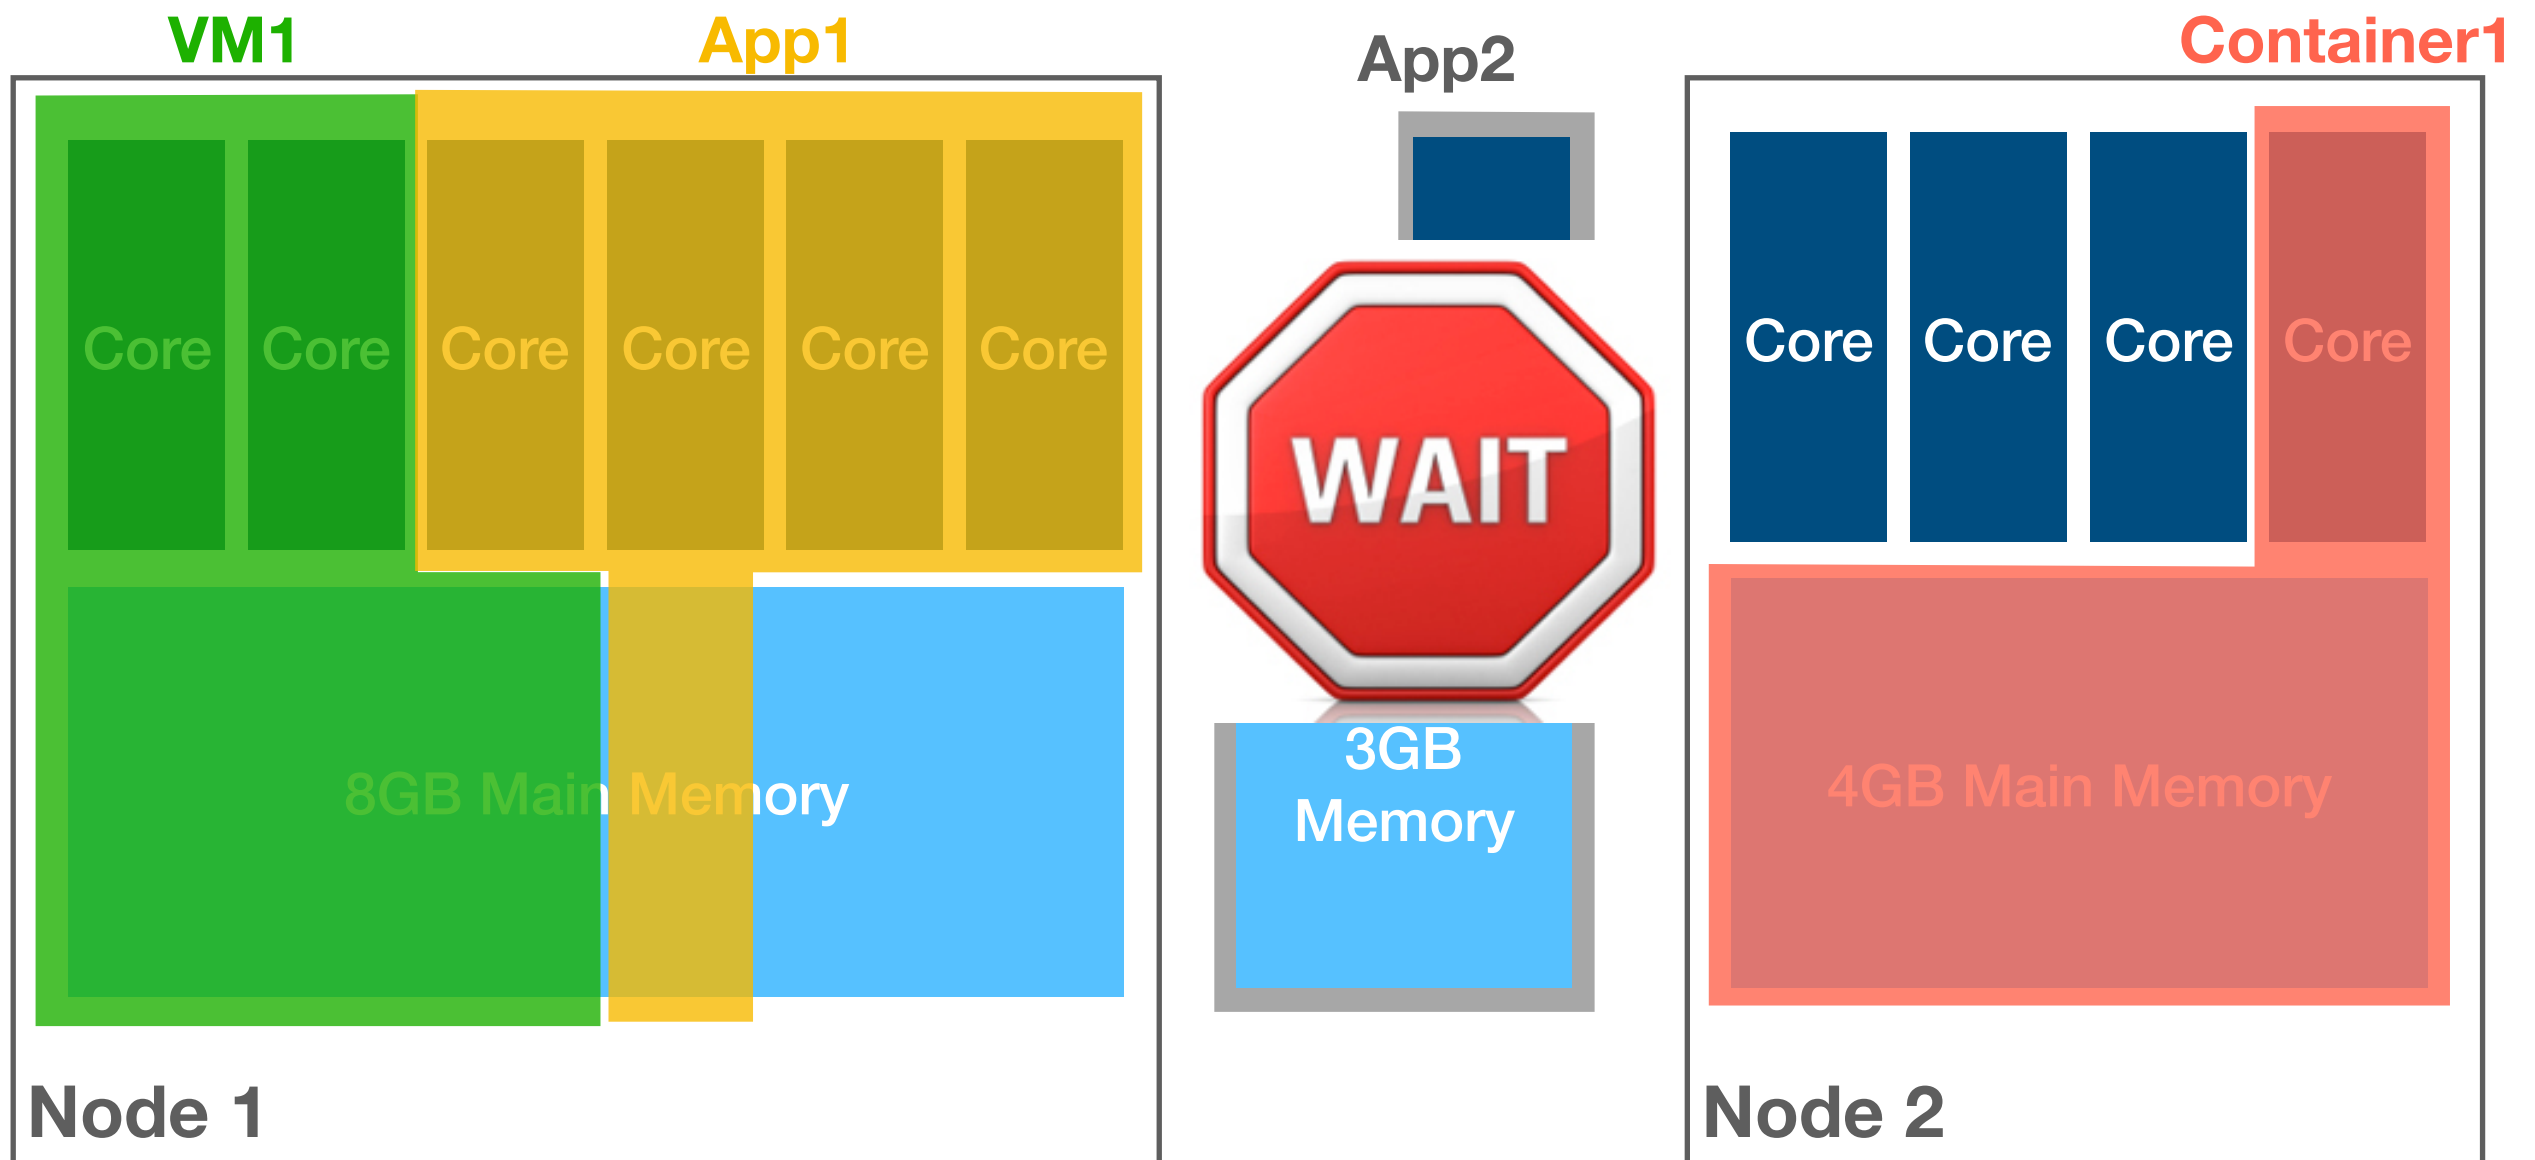 VM1
App1
App2
Container1
Core
Core
Core
Core
Core
Core
WAIT
Core
Core
Core
Core
8GB Main Memory
3GB
Memory
4GB Main Memory
Node 1
Node 2